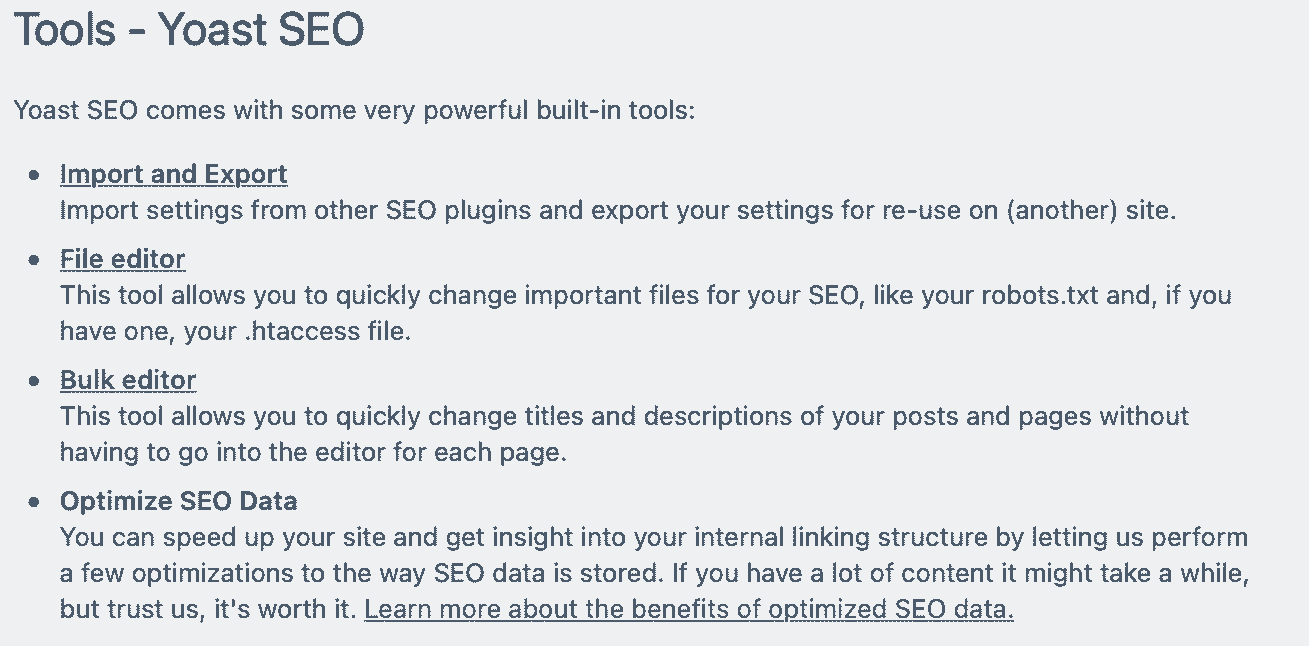 Tools - Yoast SEO
Yoast SEO comes with some very powerful built-in tools:
• Import and Export
Import settings from other SEO plugins and export your settings for re-use on (another) site.
• File editor
This tool allows you to quickly change important files for your SEO, like your robots.txt and, if you
have one, your .htaccess file.
• Bulk editor
This tool allows you to quickly change titles and descriptions of your posts and pages without
having to go into the editor for each page.
• Optimize SEO Data
You can speed up your site and get insight into your internal linking structure by letting us perform
a few optimizations to the way SEO data is stored. If you have a lot of content it might take a while,
but trust us, it's worth it. Learn more about the benefits of optimized SEO data.